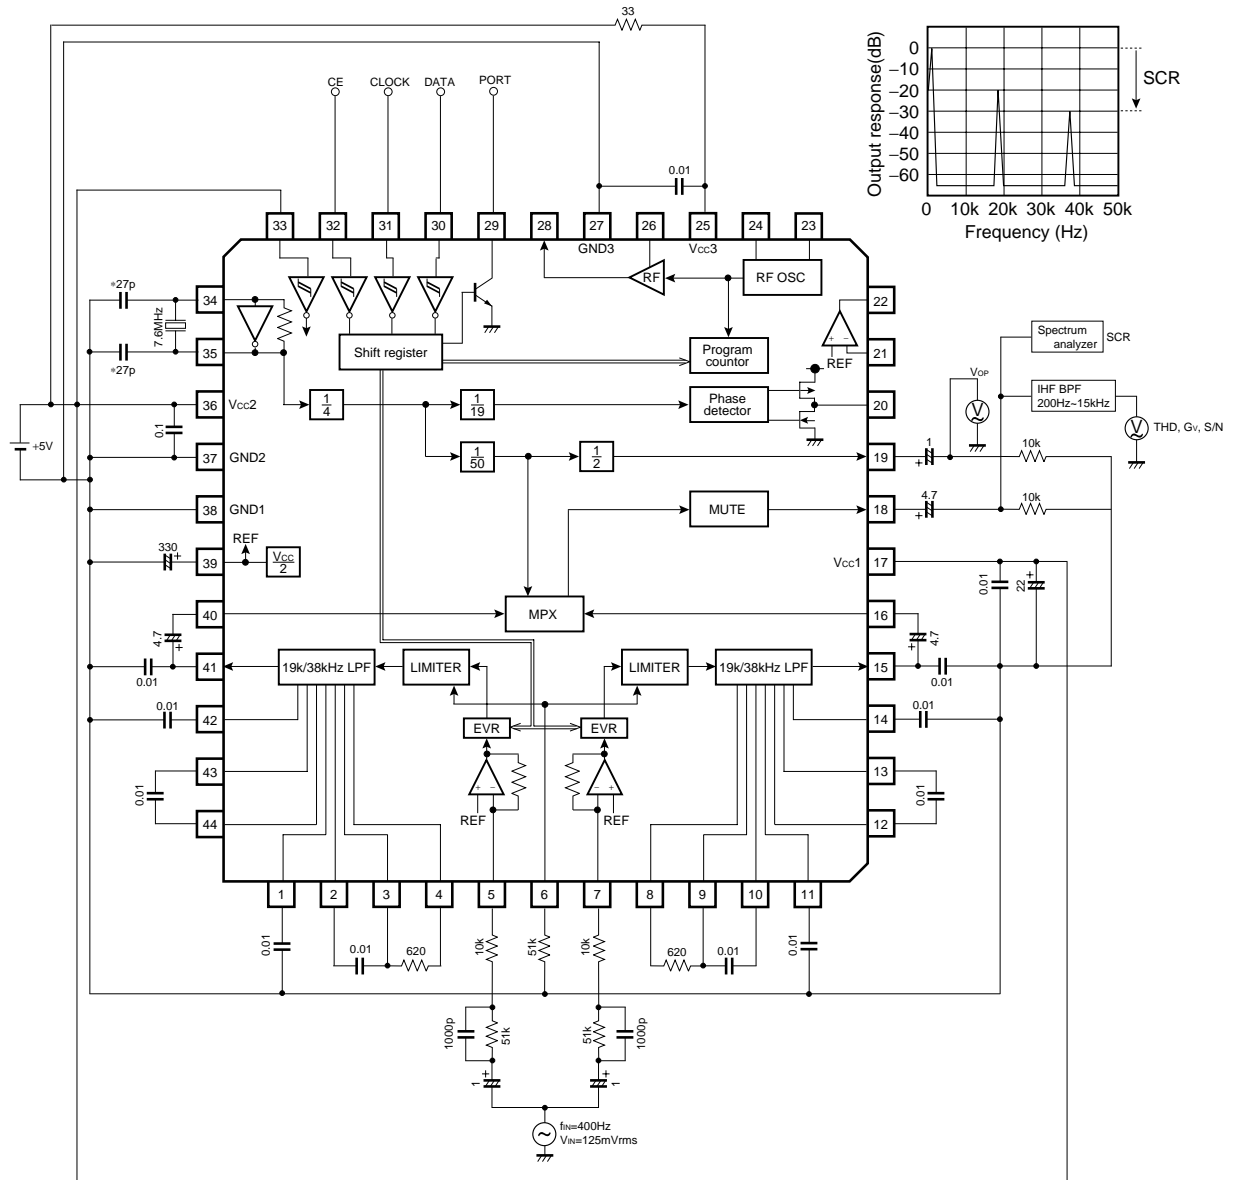 33
Output response(dB)
0
−10
−20
−30
−40
−50
−60
SCR
0 10k 20k 30k 40k 50k
Frequency (Hz)
CE
CLOCK
DATA
PORT
0.01
33
32
31
30
29
28
27
26
25
24
23
GND3
VCC3
RF
RF OSC
*27p
34
7.6MHz
35
*27p
Shift register
Program
countor
22
21
REF
Spectrum
analyzer
SCR
VOP
V
IHF BPF
200Hz~15kHz
V
THD, GV, S/N
36
VCC2
1/4
1/19
Phase
detector
20
+5V
0.1
37
GND2
1/50
1/2
19
1
+
10k
38
GND1
MUTE
18
4.7
+
10k
330
+
39
REF
VCC/2
VCC1
17
0.01
22
+
40
MPX
16
4.7
+
4.7
+
41
0.01
19k/38kHz LPF
LIMITER
LIMITER
19k/38kHz LPF
15
0.01
0.01
42
EVR
EVR
14
0.01
43
0.01
44
+ −
REF
− +
REF
13
0.01
12
1
2
3
4
5
6
7
8
9
10
11
0.01
0.01
620
10k
51k
10k
620
0.01
0.01
1000p
51k
51k
1000p
1
+
+
1
~
fIN=400Hz
VIN=125mVrms